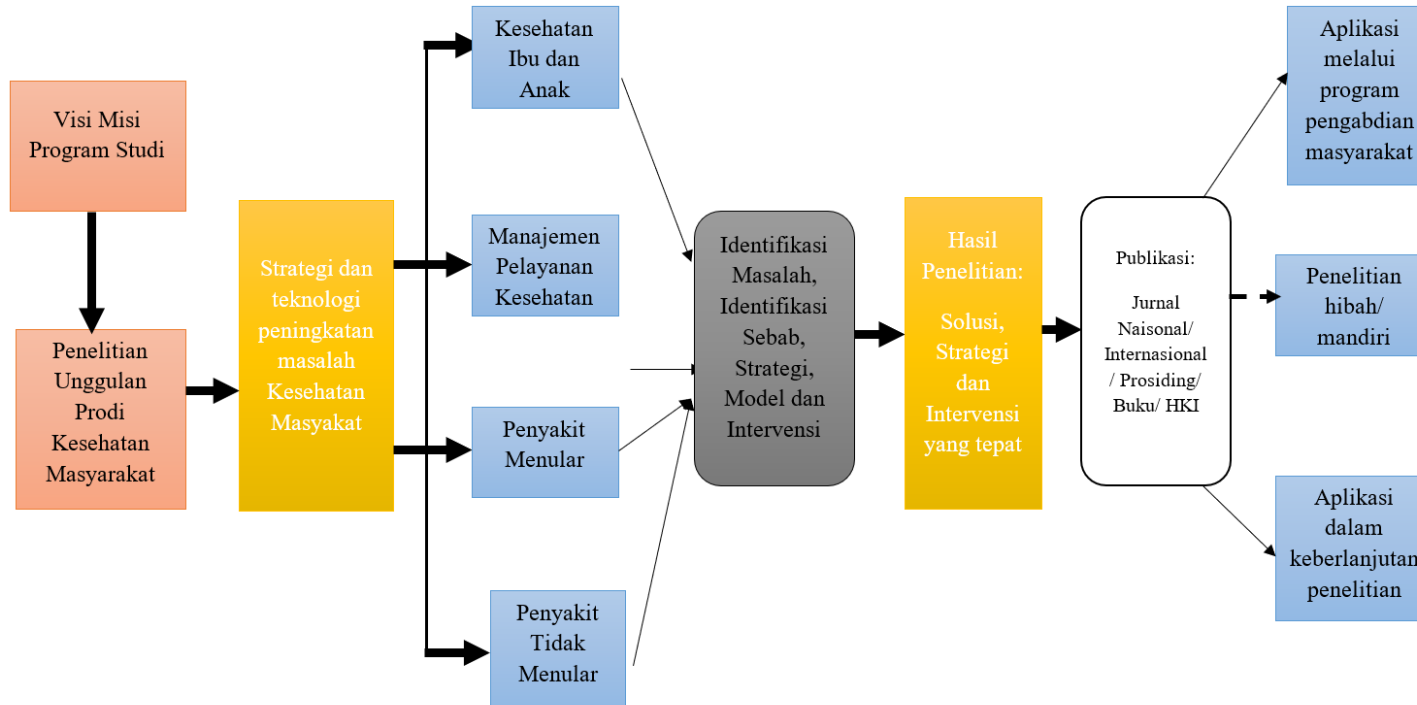 Visi Misi
Program Studi
Penelitian
Unggulan
Prodi
Kesehatan
Masyarakat
Strategi dan
teknologi
peningkatan
masalah
Kesehatan
Masyakat
Kesehatan
Ibu dan
Anak
Manajemen
Pelayanan
Kesehatan
Penyakit
Menular
Penyakit
Tidak
Menular
Identifikasi
Masalah,
Identifikasi
Sebab,
Strategi,
Model dan
Intervensi
Hasil
Penelitian:
Solusi,
Strategi
dan
Intervensi
yang tepat
Publikasi:
Jurnal
Naisonal/
Internasional
/ Prosiding/
Buku/ HKI
Aplikasi
melalui
program
pengabdian
masyarakat
Penelitian
hibah/
mandiri
Aplikasi
dalam
keberlanjutan
penelitian